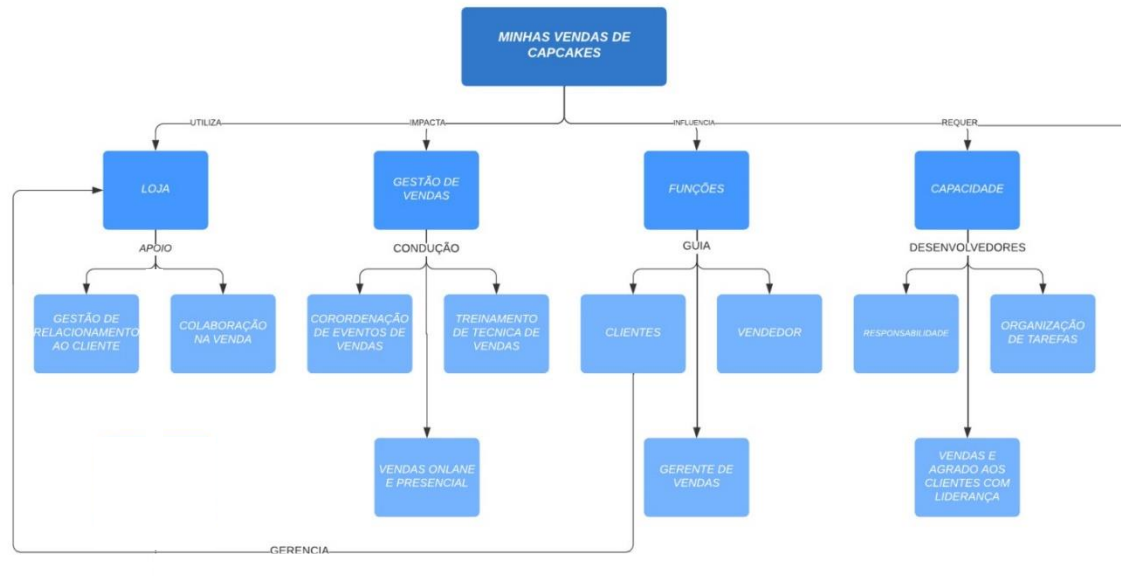 MINHAS VENDAS DE
CAPCAKES
UTILIZA
IMPACTA
INFLUENCIA
REQUER
LOJA
GESTÃO DE
VENDAS
FUNÇÕES
CAPACIDADE
APOIO
CONDUÇÃO
GUIA
DESENVOLVEDORES
GESTÃO DE
RELACIONAMENTO
AO CLIENTE
COLABORAÇÃO
NA VENDA
CORORDENAÇÃO
DE EVENTOS DE
VENDAS
TREINAMENTO
DE TECNICA DE
VENDAS
CLIENTES
VENDEDOR
RESPONSABILIDADE
ORGANIZAÇÃO
DE TAREFAS
VENDAS ONLANE
E PRESENCIAL
GERENTE DE
VENDAS
VENDAS E
AGRADO AOS
CLIENTES COM
LIDERANÇA
GERENCIA